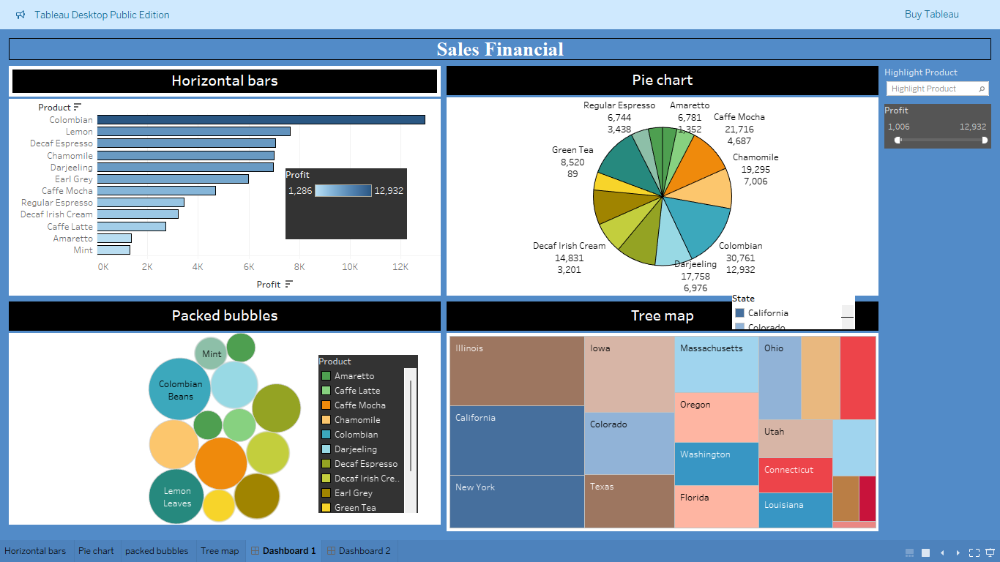 Tableau Desktop Public Edition
Buy Tableau
Sales Financial
Horizontal bars
Product
Colombian
Lemon
Decaf Espresso
Chamomile
Darjeeling
Earl Grey
Caffe Mocha
Regular Espresso
Decaf Irish Cream
Caffe Latte
Amaretto
Mint
0K 2K 4K 6K 8K 10K 12K
Profit
Profit
1,286 12,932
Pie chart
Regular Espresso
6,744
3,438
Amaretto
6,781
1,352
Caffe Mocha
21,716
4,687
Chamomile
19,295
7,006
Green Tea
8,520
89
Decaf Irish Cream
14,831
3,201
Colombian
30,761
12,932
Darjeeling
17,758
6,976
Highlight Product
Highlight Product
Profit
1,006 12,932
Packed bubbles
Mint
Colombian
Beans
Lemon
Leaves
Product
Amaretto
Caffe Latte
Caffe Mocha
Chamomile
Colombian
Darjeeling
Decaf Espresso
Decaf Irish Cre..
Earl Grey
Green Tea
Tree map
State
California
Colorado
Illinois
California
New York
Iowa
Colorado
Texas
Massachusetts
Oregon
Washington
Florida
Ohio
Utah
Connecticut
Louisiana
Horizontal bars Pie chart packed bubbles Tree map Dashboard 1 Dashboard 2